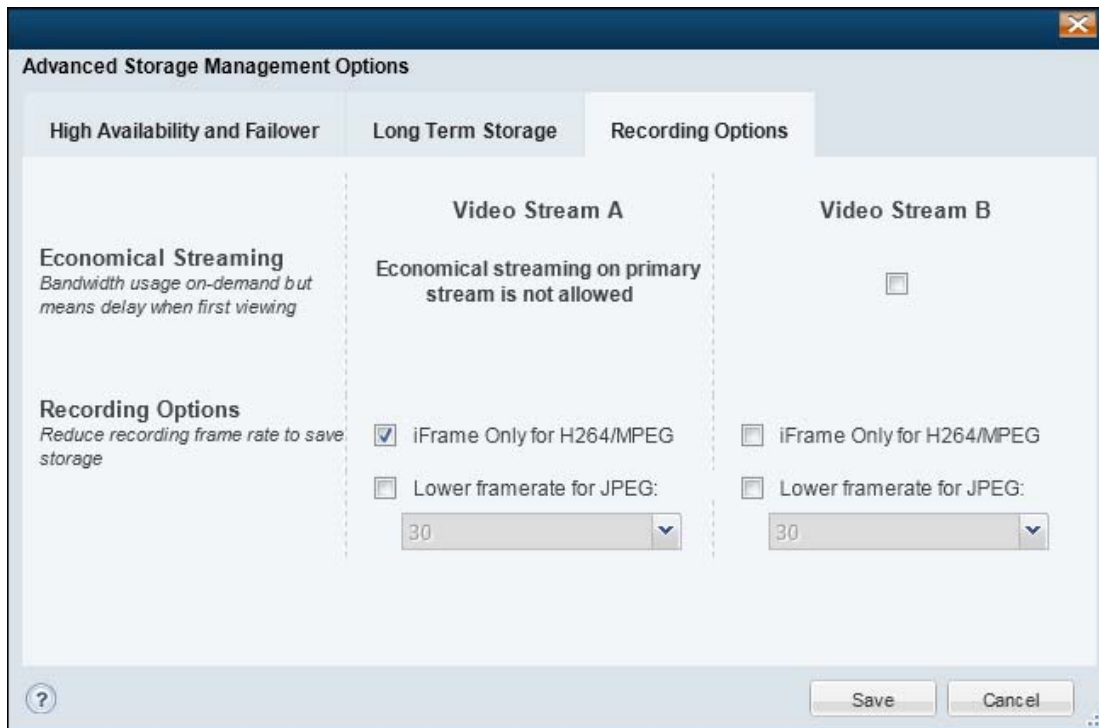 Advanced Storage Management Options
High Availability and Failover
Long Term Storage
Recording Options
Video Stream A
Video Stream B
Economical Streaming
Bandwidth usage on-demand but
means delay when first viewing
Economical streaming on primary
stream is not allowed
Recording Options
Reduce recording frame rate to save
storage
iFrame Only for H264/MPEG
iFrame Only for H264/MPEG
Lower framerate for JPEG:
Lower framerate for JPEG:
30
30
?
Save
Cancel